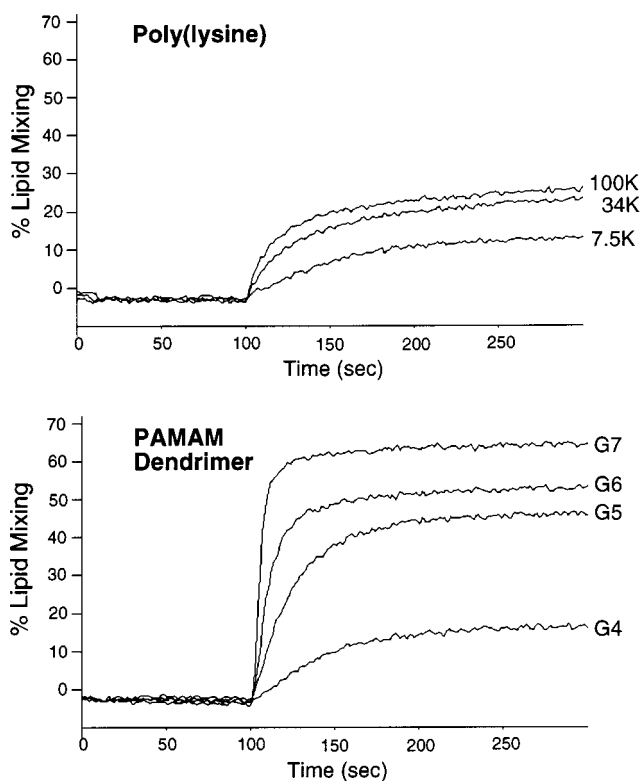 Poly(lysine)
70
60
50
40
30
20
10
0
% Lipid Mixing
100K
34K
7.5K
0 50 100 150 200 250
Time (sec)
PAMAM
Dendrimer
70
60
50
40
30
20
10
0
% Lipid Mixing
G7
G6
G5
G4
0 50 100 150 200 250
Time (sec)